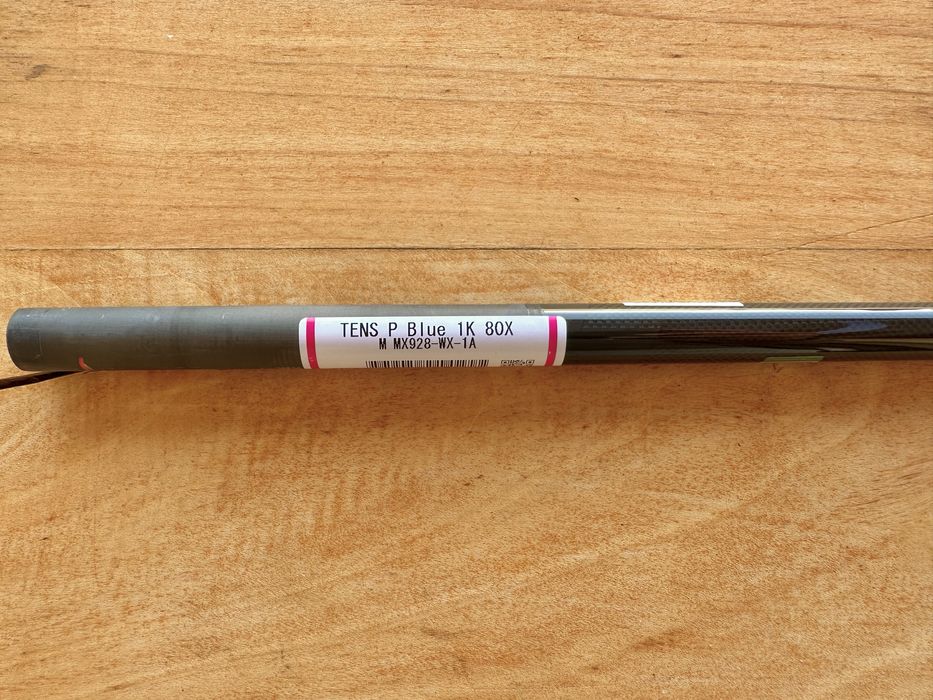 TENS P Blue 1K 80X
M MX928-WX-1A